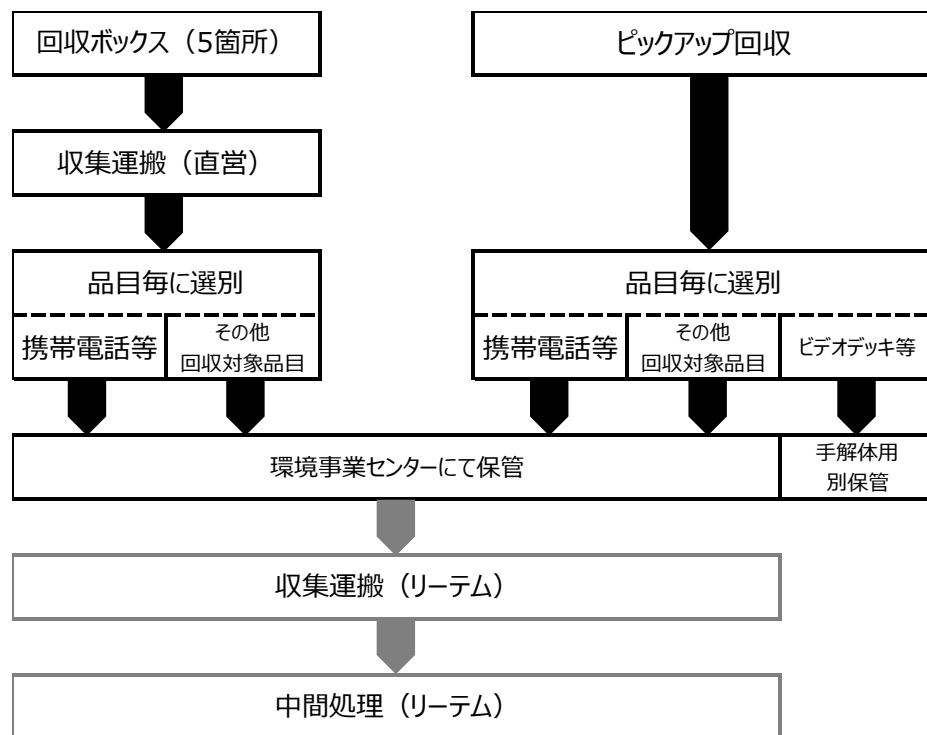 回収ボックス（5箇所）
ピックアップ回収
収集運搬（直営）
品目毎に選別
携帯電話等
その他
回収対象品目
品目毎に選別
携帯電話等
その他
回収対象品目
ビデオデッキ等
環境事業センターにて保管
手解体用
別保管
収集運搬（リーテム）
中間処理（リーテム）